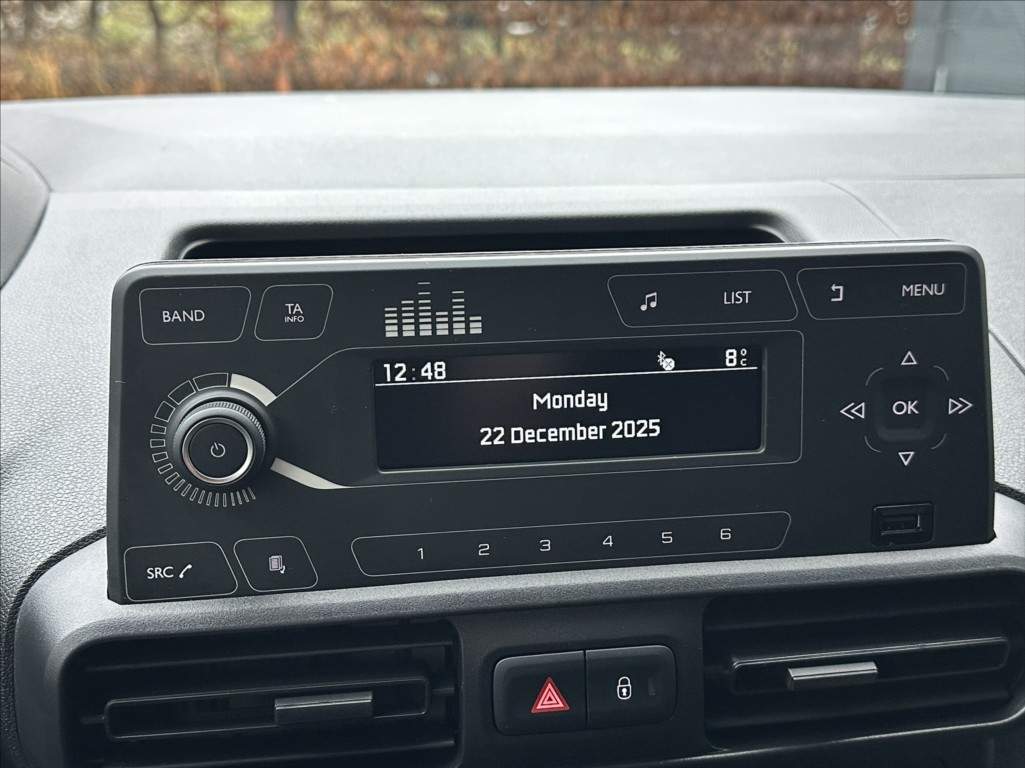 BAND
TA
INFO
LIST
MENU
12:48
8°C
Monday
22 December 2025
OK
1 2 3 4 5 6
SRC